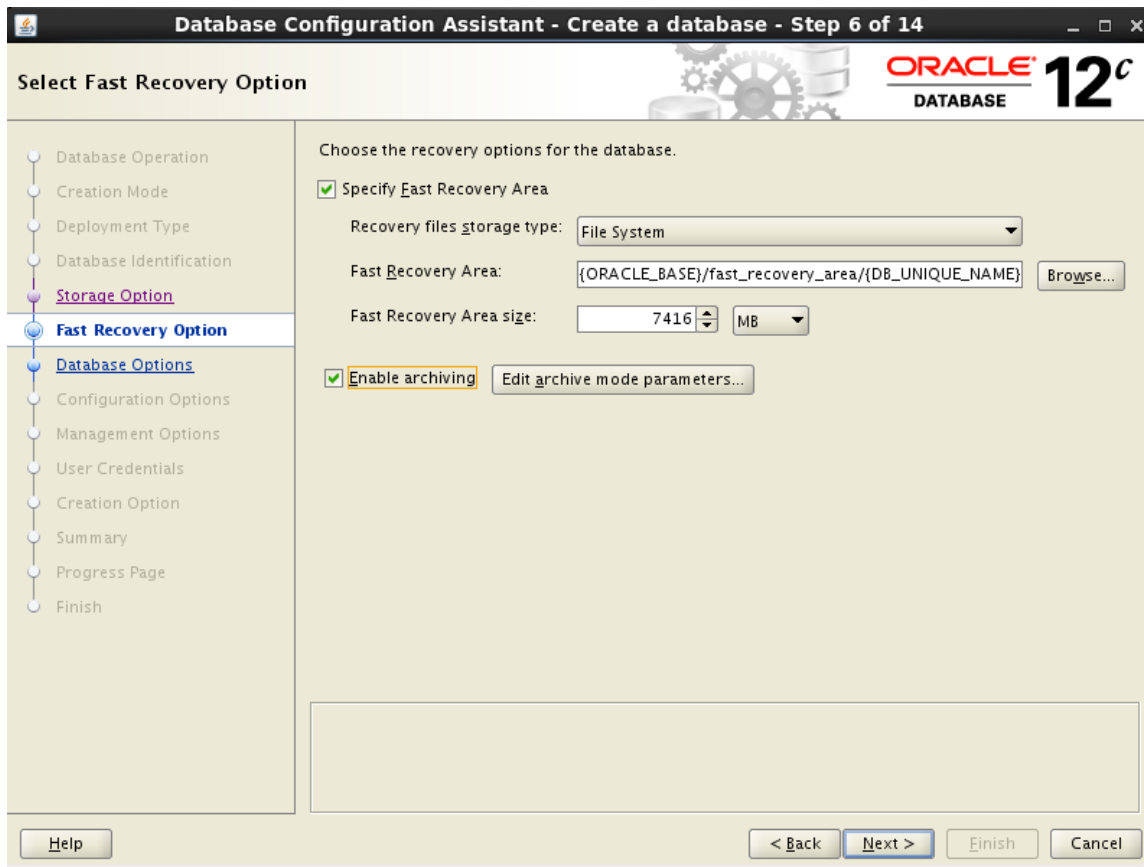 Database Configuration Assistant - Create a database - Step 6 of 14
Select Fast Recovery Option
ORACLE
DATABASE
12c
Database Operation
Creation Mode
Deployment Type
Database Identification
Storage Option
Fast Recovery Option
Database Options
Configuration Options
Management Options
User Credentials
Creation Option
Summary
Progress Page
Finish
Choose the recovery options for the database.
Specify Fast Recovery Area
Recovery files storage type: File System
Fast Recovery Area: {ORACLE_BASE}/fast_recovery_area/{DB_UNIQUE_NAME} Browse...
Fast Recovery Area size: 7416 MB
Enable archiving Edit archive mode parameters...
Help < Back Next > Finish Cancel